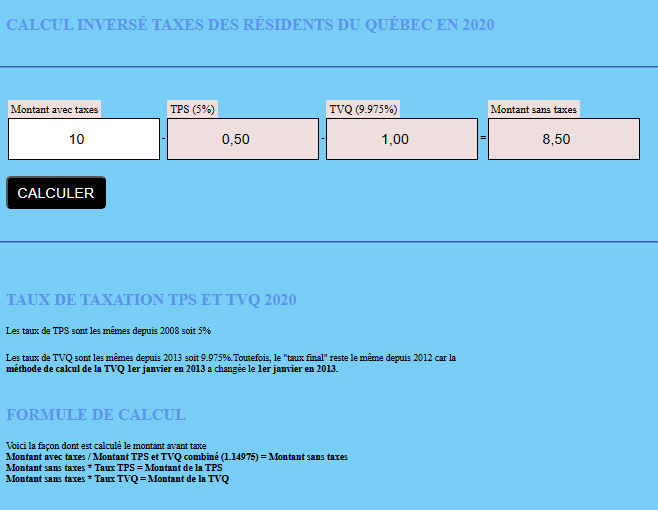 CALCUL INVERSÉ TAXES DES RÉSIDENTS DU QUÉBEC EN 2020
Montant avec taxes TPS (5%) TVQ (9.975%) Montant sans taxes
10 - 0,50 - 1,00 = 8,50
CALCULER
TAUX DE TAXATION TPS ET TVQ 2020
Les taux de TPS sont les mêmes depuis 2008 soit 5%
Les taux de TVQ sont les mêmes depuis 2013 soit 9.975%.Toutefois, le "taux final" reste le même depuis 2012 car la
méthode de calcul de la TVQ 1er janvier en 2013 a changée le 1er janvier en 2013.
FORMULE DE CALCUL
Voici la façon dont est calculé le montant avant taxe
Montant avec taxes / Montant TPS et TVQ combiné (1.14975) = Montant sans taxes
Montant sans taxes * Taux TPS = Montant de la TPS
Montant sans taxes * Taux TVQ = Montant de la TVQ